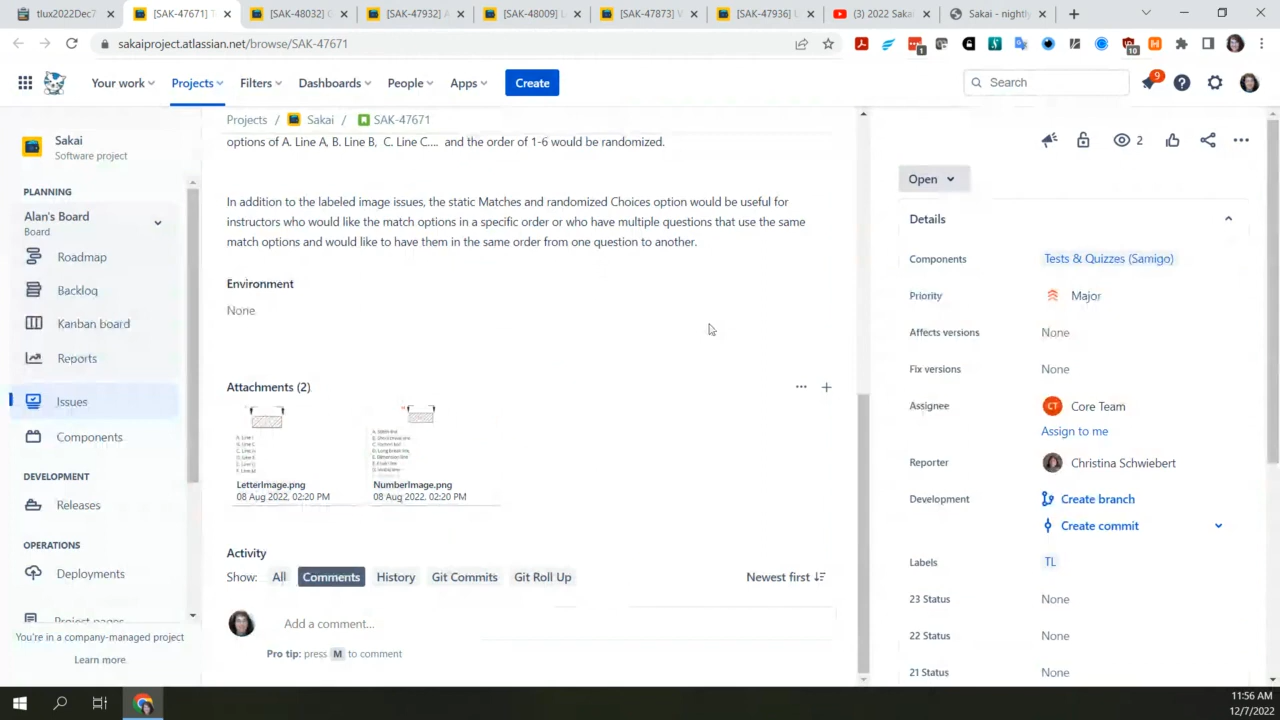 tlux2022Dec7
[SAK-47671] T
[SAK-48032] C
[SAK-47932] A
[SAK-48009] L
[SAK-47873] V
[SAK-47936] U
(3) 2022 Sakai
Sakai - nightly
sakaiproject.atlassian.net/browse/SAK-47671
1
10
Your work
Projects
Filters
Dashboards
People
Apps
Create
Search
9
Sakai
Software project
PLANNING
Alan's Board
Board
Roadmap
Backlog
Kanban board
Reports
Issues
Components
DEVELOPMENT
Releases
OPERATIONS
Deployments
Project pages
You're in a company-managed project
Learn more
Projects / Sakai / SAK-47671
options of A. Line A, B. Line B, C. Line C.... and the order of 1-6 would be randomized.
In addition to the labeled image issues, the static Matches and randomized Choices option would be useful for
instructors who would like the match options in a specific order or who have multiple questions that use the same
match options and would like to have them in the same order from one question to another.
Environment
None
Attachments (2)
LetterImage.png
08 Aug 2022, 02:20 PM
NumberImage.png
08 Aug 2022, 02:20 PM
Activity
Show: All Comments History Git Commits Git Roll Up Newest first
Add a comment...
Pro tip: press M to comment
2
Open
Details
Components Tests & Quizzes (Samigo)
Priority Major
Affects versions None
Fix versions None
Assignee CT Core Team
Assign to me
Reporter Christina Schwiebert
Development Create branch
Create commit
Labels TL
23 Status None
22 Status None
21 Status None
11:56 AM
12/7/2022